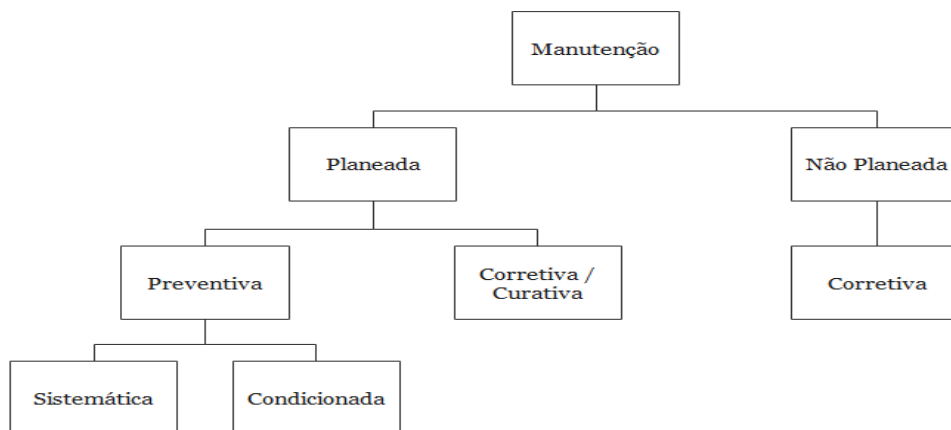 Manutenção
Planeada
Não Planeada
Preventiva
Corretiva /
Curativa
Corretiva
Sistemática
Condicionada